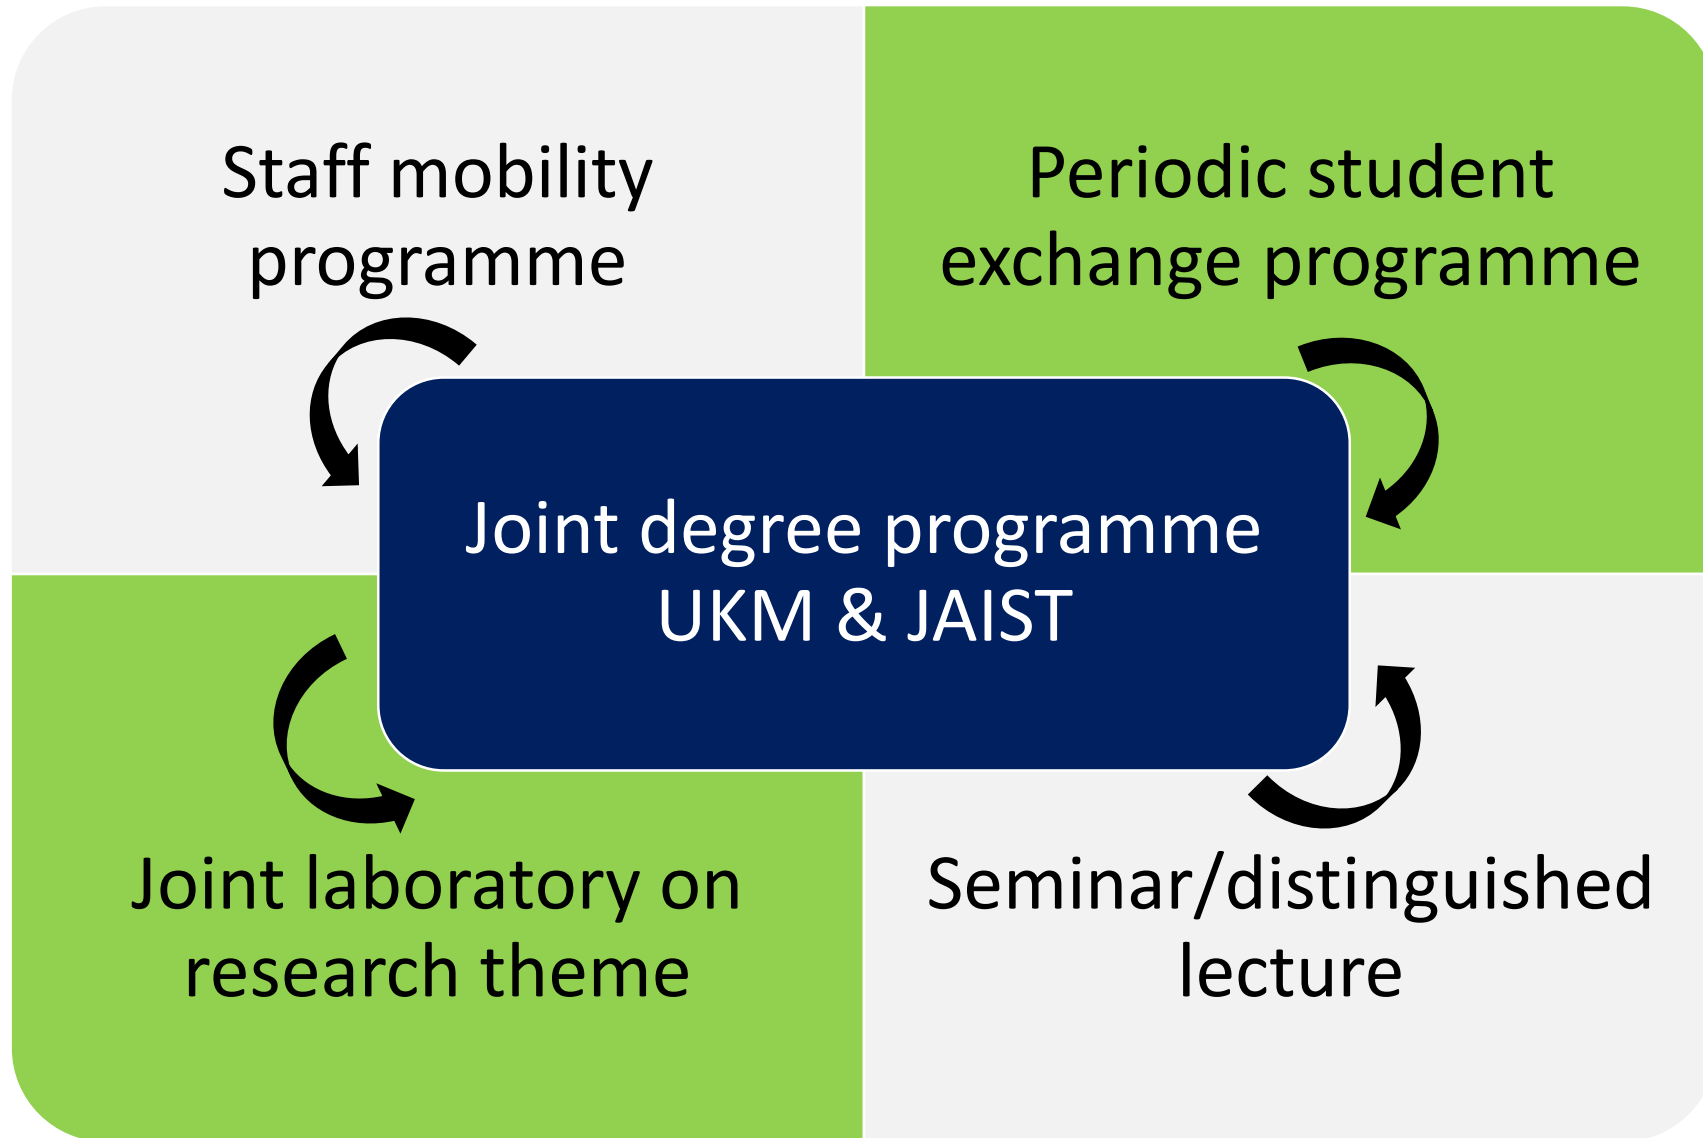 Staff mobility
programme
Periodic student
exchange programme
Joint degree programme
UKM & JAIST
Joint laboratory on
research theme
Seminar/distinguished
lecture